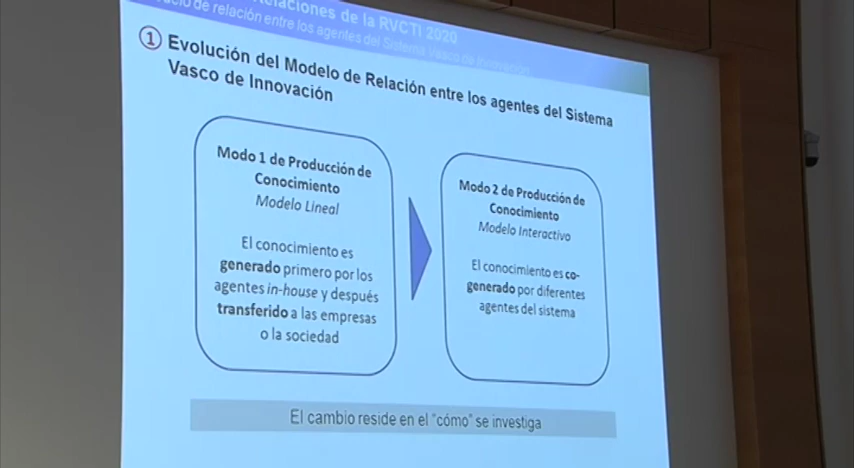 laciones de la RVCTI 2020
de relación entre los agentes del Sistema Vasco de Innovación
1 Evolución del Modelo de Relación entre los agentes del Sistema
Vasco de Innovación
Modo 1 de Producción de
Conocimiento
Modelo Lineal
El conocimiento es
generado primero por los
agentes in-house y después
transferido a las empresas
o la sociedad
Modo 2 de Producción de
Conocimiento
Modelo Interactivo
El conocimiento es co-
generado por diferentes
agentes del sistema
El cambio reside en el "cómo" se investiga